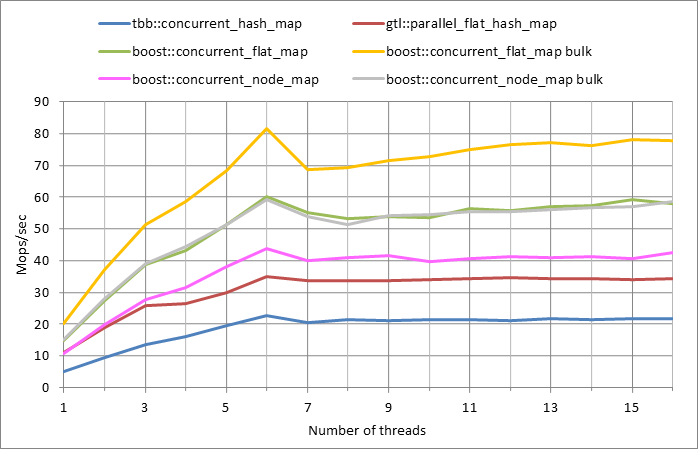 tbb::concurrent_hash_map gtl::parallel_flat_hash_map
boost::concurrent_flat_map boost::concurrent_flat_map bulk
boost::concurrent_node_map boost::concurrent_node_map bulk
90
80
70
60
50
40
30
20
10
0
Mops/sec
1 3 5 7 9 11 13 15
Number of threads